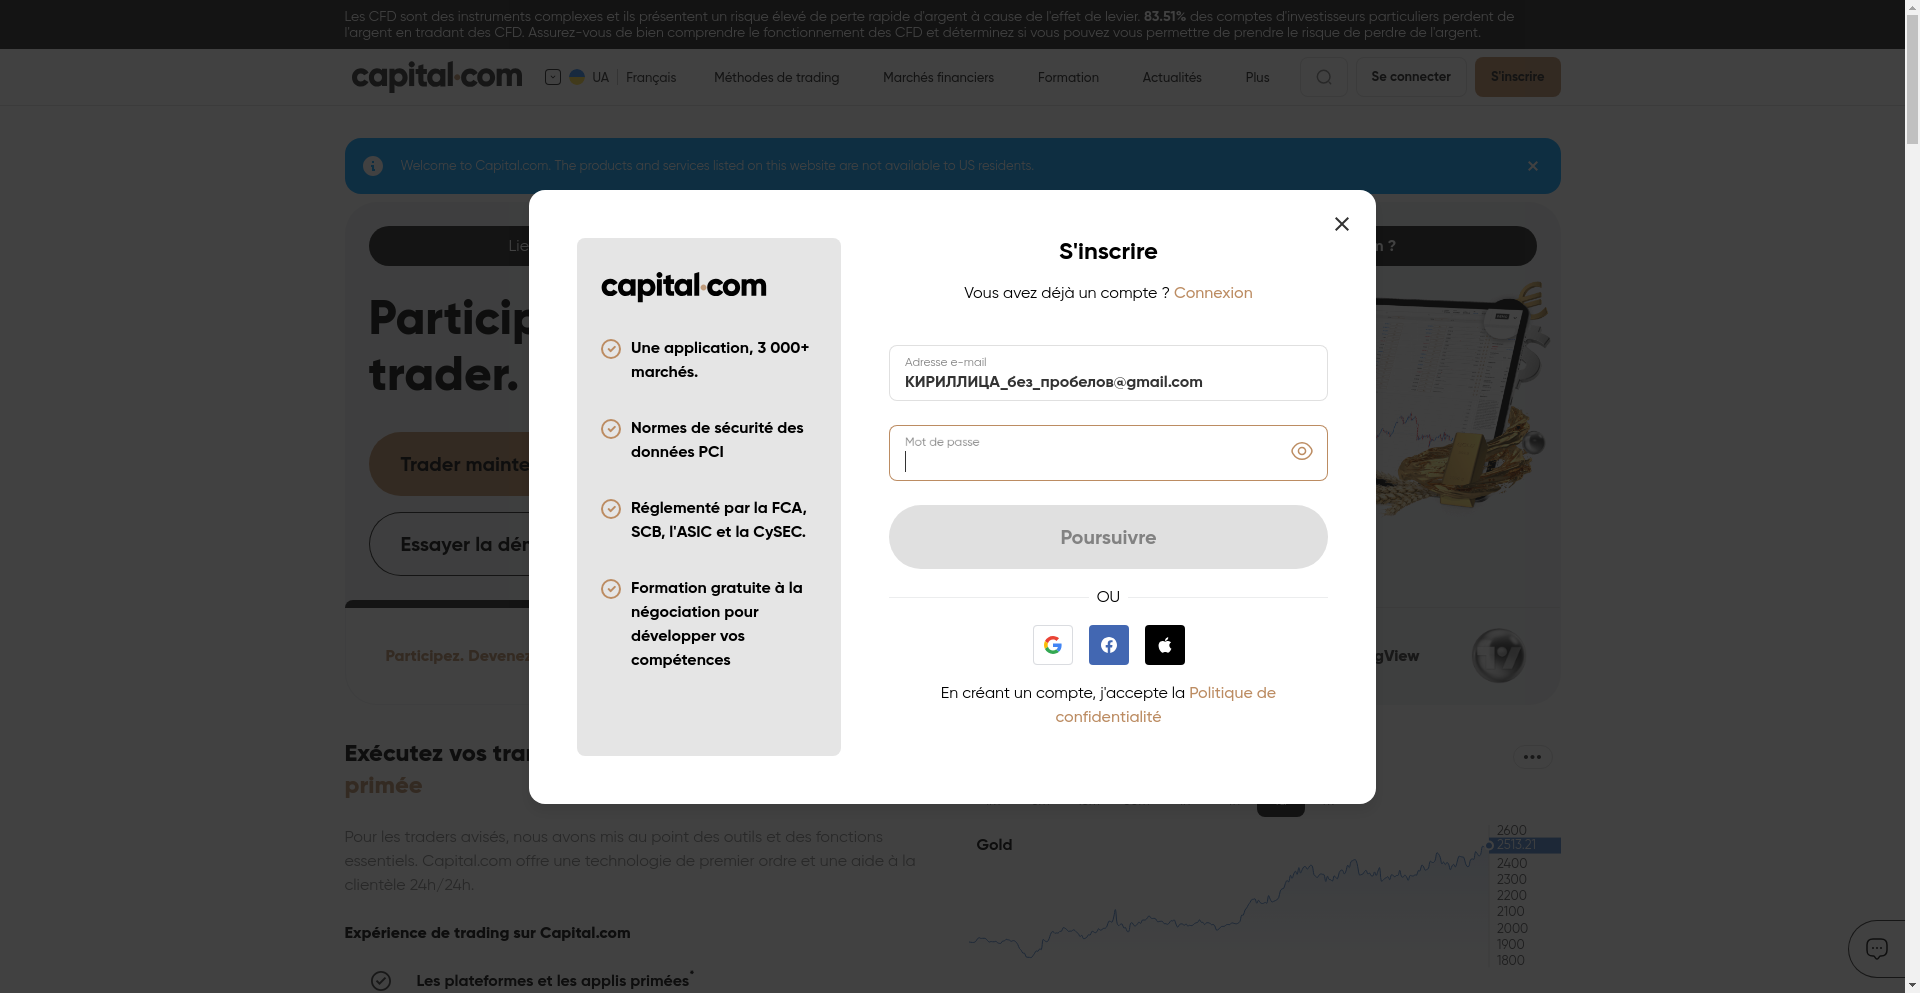 Les CFD sont des instruments complexes et ils présentent un risque élevé de perte rapide d'argent à cause de l'effet de levier. 83.51% des comptes d'investisseurs particuliers perdent de
l'argent en tradant des CFD. Assurez-vous de bien comprendre le fonctionnement des CFD et déterminez si vous pouvez vous permettre de prendre le risque de perdre de l'argent.
capital.com UA Français Méthodes de trading Marchés financiers Formation Actualités Plus Se connecter S'inscrire
Welcome to Capital.com. The products and services listed on this website are not available to US residents.
n ?
trader.
Essayer la
Participez.
gView
capital.com
Une application, 3 000+
marchés.
Normes de sécurité des
données PCI
Réglementé par la FCA,
SCB, l'ASIC et la CySEC.
Formation gratuite à la
négociation pour
développer vos
compétences
S'inscrire
Vous avez déjà un compte ? Connexion
Adresse e-mail
КИРИЛЛИЦА_без_пробелов@gmail.com
Mot de passe
Poursuivre
OU
En créant un compte, j'accepte la Politique de
confidentialité
Exécutez vos
primée
Pour les traders avisés, nous avons mis au point des outils et des fonctions
essentiels. Capital.com offre une technologie de premier ordre et une aide à la
clientèle 24h/24h.
Expérience de trading sur Capital.com
Les plateformes et les applis primées*
Gold
2600
2513.21
2400
2300
2200
2100
2000
1900
1800